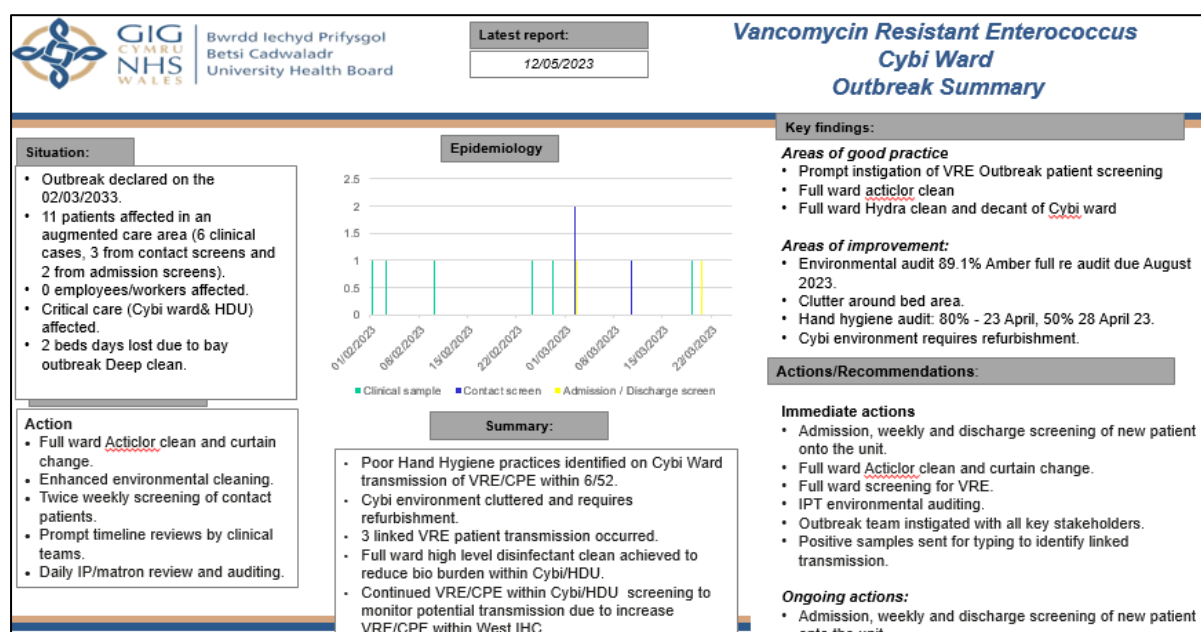 GIG
CYMRU
NHS
WALES
Bwrdd Iechyd Prifysgol
Betsi Cadwaladr
University Health Board
Latest report:
12/05/2023
Vancomycin Resistant Enterococcus
Cybi Ward
Outbreak Summary
Situation:
• Outbreak declared on the
02/03/2033.
• 11 patients affected in an
augmented care area (6 clinical
cases, 3 from contact screens and
2 from admission screens).
• 0 employees/workers affected.
• Critical care (Cybi ward& HDU)
affected.
• 2 beds days lost due to bay
outbreak Deep clean.
Action
• Full ward Acticlor clean and curtain
change.
• Enhanced environmental cleaning.
• Twice weekly screening of contact
patients.
• Prompt timeline reviews by clinical
teams.
• Daily IP/matron review and auditing.
Epidemiology
2.5
2
1.5
1
0.5
0
01/02/2023
08/02/2023
15/02/2023
22/02/2023
01/03/2023
08/03/2023
15/03/2023
22/03/2023
Clinical sample
Contact screen
Admission / Discharge screen
Summary:
• Poor Hand Hygiene practices identified on Cybi Ward
transmission of VRE/CPE within 6/52.
• Cybi environment cluttered and requires
refurbishment.
• 3 linked VRE patient transmission occurred.
• Full ward high level disinfectant clean achieved to
reduce bio burden within Cybi/HDU.
• Continued VRE/CPE within Cybi/HDU screening to
monitor potential transmission due to increase
VRE/CPE within West IHC
Key findings:
Areas of good practice
• Prompt instigation of VRE Outbreak patient screening
• Full ward acticlor clean
• Full ward Hydra clean and decant of Cybi ward
Areas of improvement:
• Environmental audit 89.1% Amber full re audit due August
2023.
• Clutter around bed area.
• Hand hygiene audit: 80% - 23 April, 50% 28 April 23.
• Cybi environment requires refurbishment.
Actions/Recommendations:
Immediate actions
• Admission, weekly and discharge screening of new patient
onto the unit.
• Full ward Acticlor clean and curtain change.
• Full ward screening for VRE.
• IPT environmental auditing.
• Outbreak team instigated with all key stakeholders.
• Positive samples sent for typing to identify linked
transmission.
Ongoing actions:
• Admission, weekly and discharge screening of new patient
onto the unit